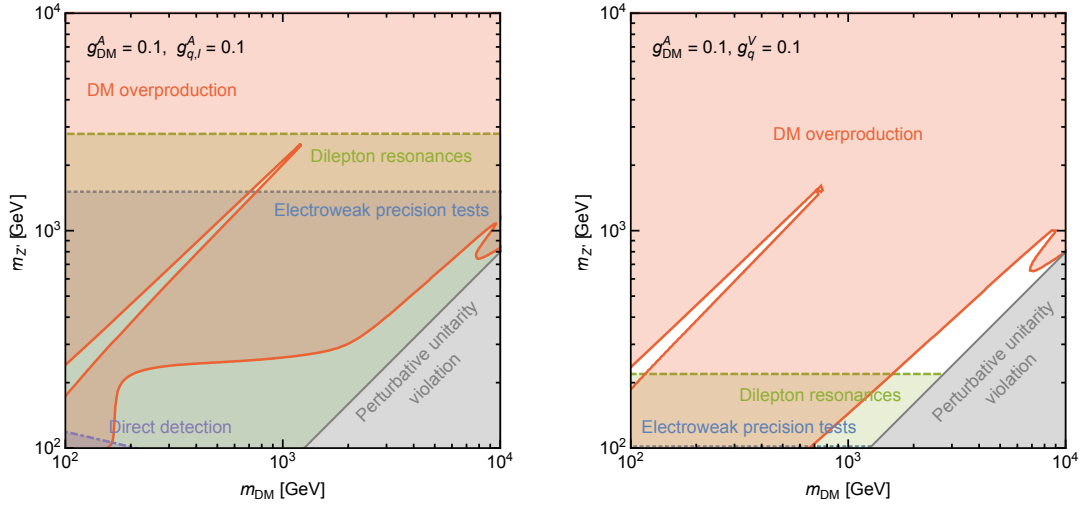 g^A_DM = 0.1, g^A_q,l = 0.1
DM overproduction
Dilepton resonances
Electroweak precision tests
Direct detection
Perturbative unitarity
violation
10^4
10^3
10^2
10^2
10^3
10^4
m_Z' [GeV]
m_DM [GeV]
g^A_DM = 0.1, g^V_q = 0.1
DM overproduction
Dilepton resonances
Electroweak precision tests
Perturbative unitarity
violation
10^4
10^3
10^2
10^2
10^3
10^4
m_Z' [GeV]
m_DM [GeV]